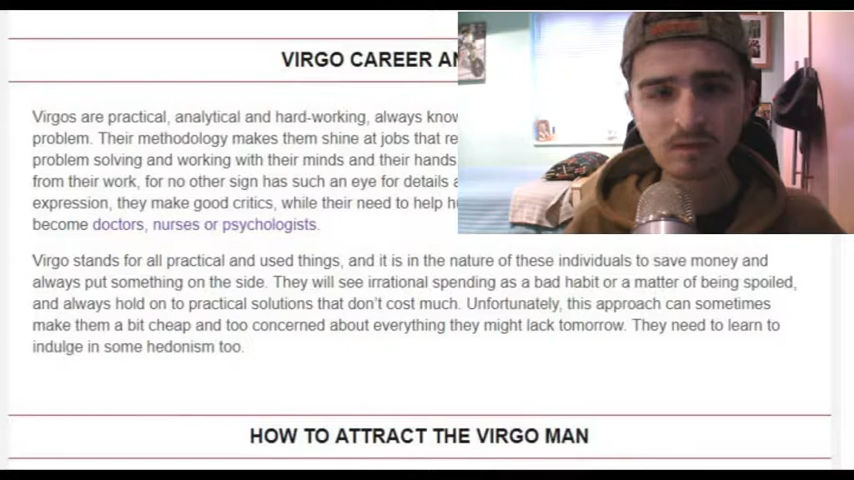 VIRGO CAREER AN
Virgos are practical, analytical and hard-working, always know
problem. Their methodology makes them shine at jobs that re
problem solving and working with their minds and their hands
from their work, for no other sign has such an eye for details a
expression, they make good critics, while their need to help h
become doctors, nurses or psychologists.
Virgo stands for all practical and used things, and it is in the nature of these individuals to save money and
always put something on the side. They will see irrational spending as a bad habit or a matter of being spoiled,
and always hold on to practical solutions that don't cost much. Unfortunately, this approach can sometimes
make them a bit cheap and too concerned about everything they might lack tomorrow. They need to learn to
indulge in some hedonism too.
HOW TO ATTRACT THE VIRGO MAN